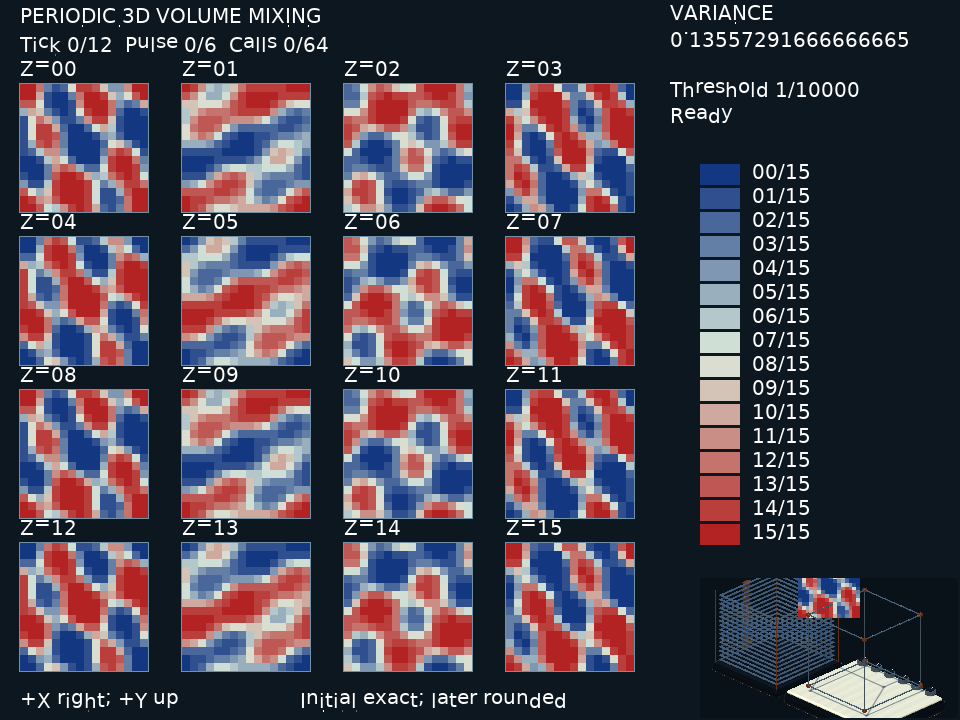 PERIODIC 3D VOLUME MIXING
Tick 0/12 Pulse 0/6 Calls 0/64
VARIANCE
0.13557291666666665
Threshold 1/10000
Ready
Z=00 Z=01 Z=02 Z=03
Z=04 Z=05 Z=06 Z=07
Z=08 Z=09 Z=10 Z=11
Z=12 Z=13 Z=14 Z=15
00/15
01/15
02/15
03/15
04/15
05/15
06/15
07/15
08/15
09/15
10/15
11/15
12/15
13/15
14/15
15/15
+X right; +Y up
Initial exact; later rounded